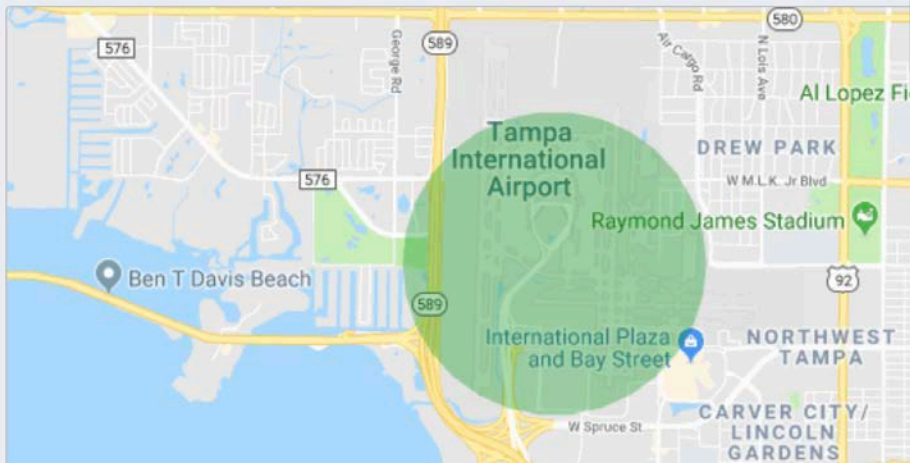 580
589
576
George Rd
Air Cargo Rd
N Lois Ave
Al Lopez Fi
Tampa
International
Airport
DREW PARK
576
W M.L.K. Jr Blvd
Raymond James Stadium
Ben T Davis Beach
92
589
International Plaza
and Bay Street
NORTHWEST
TAMPA
CARVER CITY/
LINCOLN
GARDENS
W Spruce St